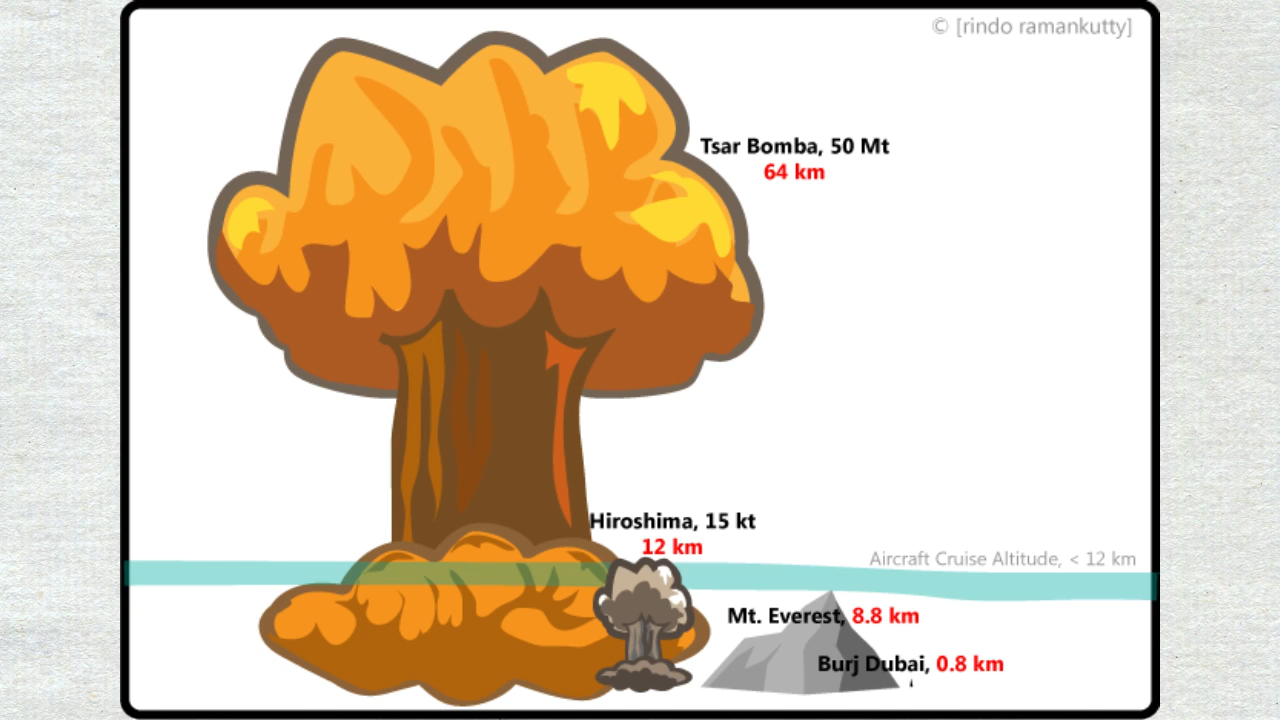 © [rindo ramankutty]
Tsar Bomba, 50 Mt
64 km
Hiroshima, 15 kt
12 km
Aircraft Cruise Altitude, < 12 km
Mt. Everest, 8.8 km
Burj Dubai, 0.8 km